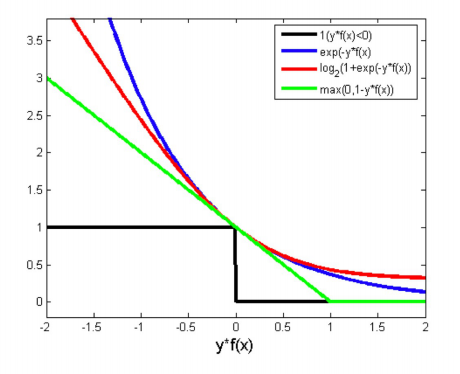 3.5
3
2.5
2
1.5
1
0.5
0
1(y*f(x)<0)
exp(-y*f(x)
log2(1+exp(-y*f(x))
max(0,1-y*f(x))
-2 -1.5 -1 -0.5 0 0.5 1 1.5 2
y*f(x)